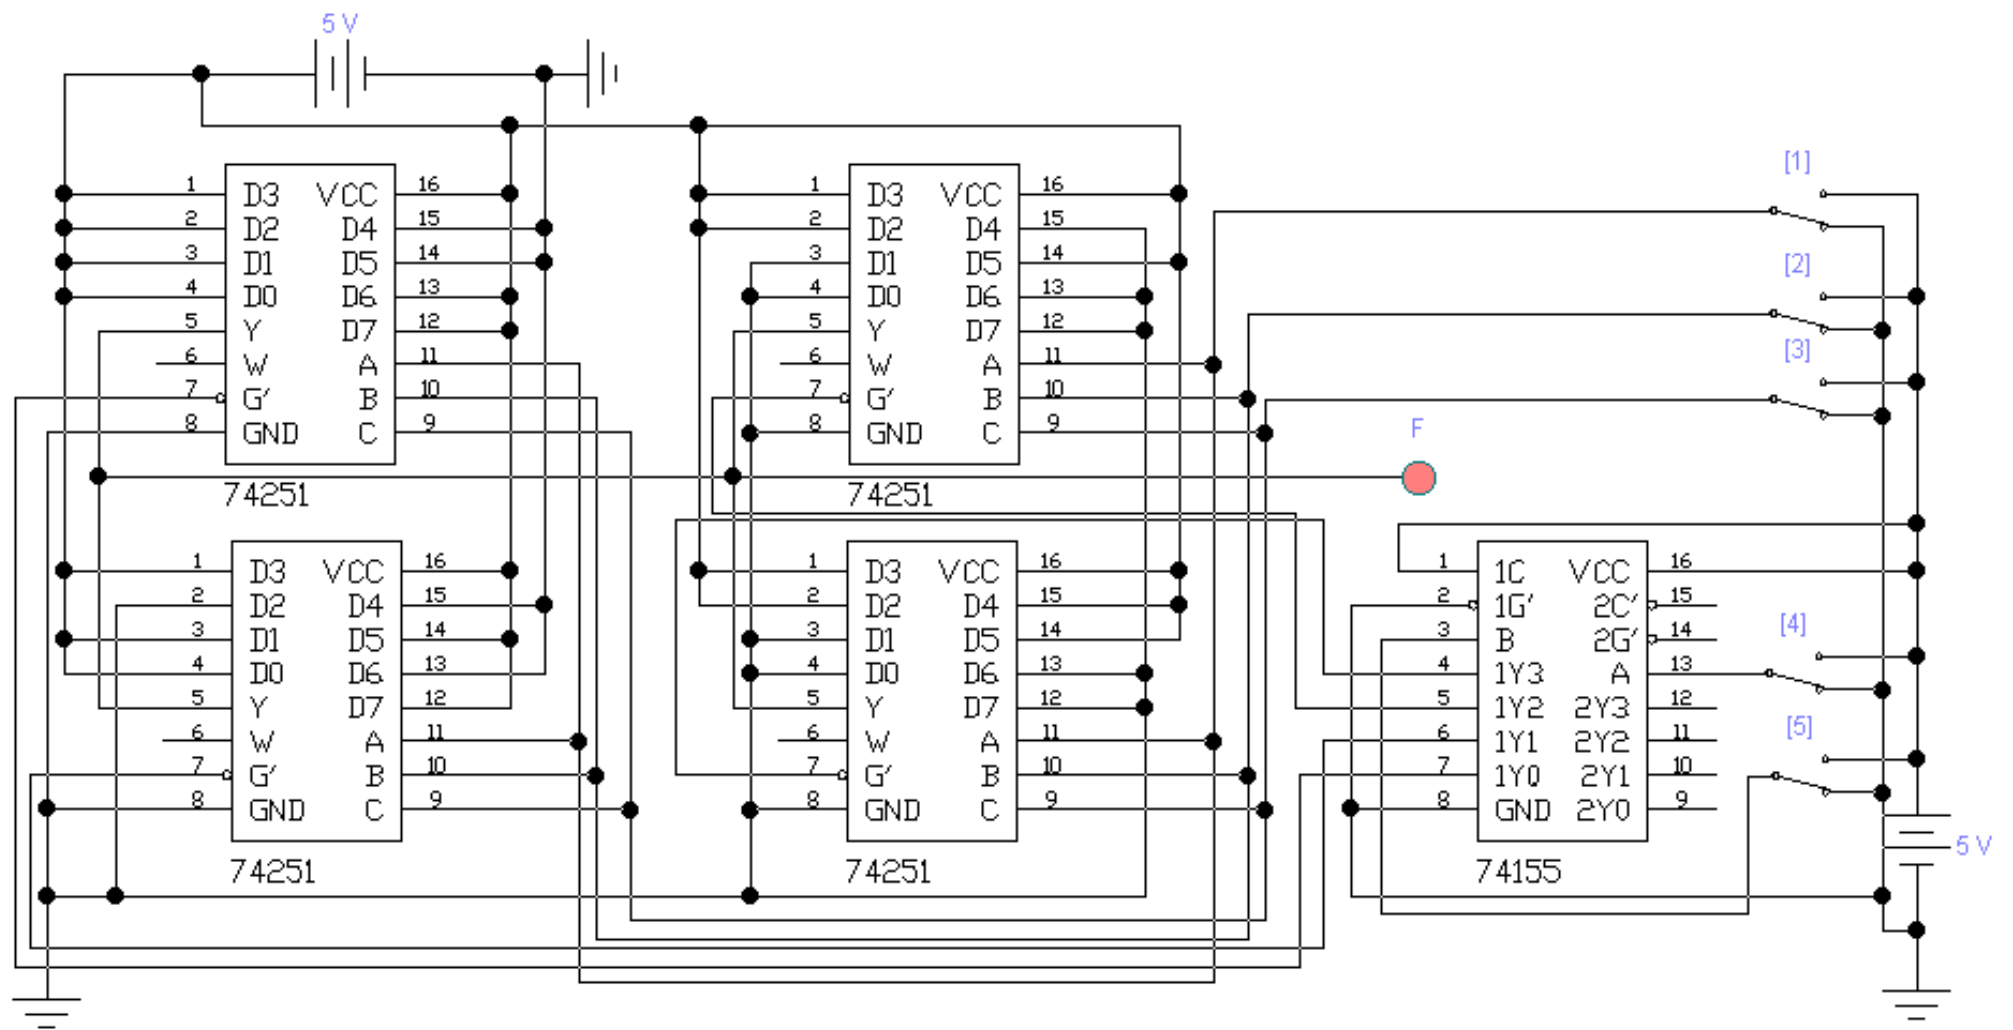 5 V
1 D3 VCC 16
2 D2 D4 15
3 D1 D5 14
4 D0 D6 13
5 Y D7 12
6 W A 11
7 G' B 10
8 GND C 9
74251
1 D3 VCC 16
2 D2 D4 15
3 D1 D5 14
4 D0 D6 13
5 Y D7 12
6 W A 11
7 G' B 10
8 GND C 9
74251
[1]
[2]
[3]
F
1 D3 VCC 16
2 D2 D4 15
3 D1 D5 14
4 D0 D6 13
5 Y D7 12
6 W A 11
7 G' B 10
8 GND C 9
74251
1 D3 VCC 16
2 D2 D4 15
3 D1 D5 14
4 D0 D6 13
5 Y D7 12
6 W A 11
7 G' B 10
8 GND C 9
74251
1 1C VCC 16
2 1G' 2C' 15
3 B 2G' 14
4 1Y3 A 13
5 1Y2 2Y3 12
6 1Y1 2Y2 11
7 1Y0 2Y1 10
8 GND 2Y0 9
74155
[4]
[5]
5 V